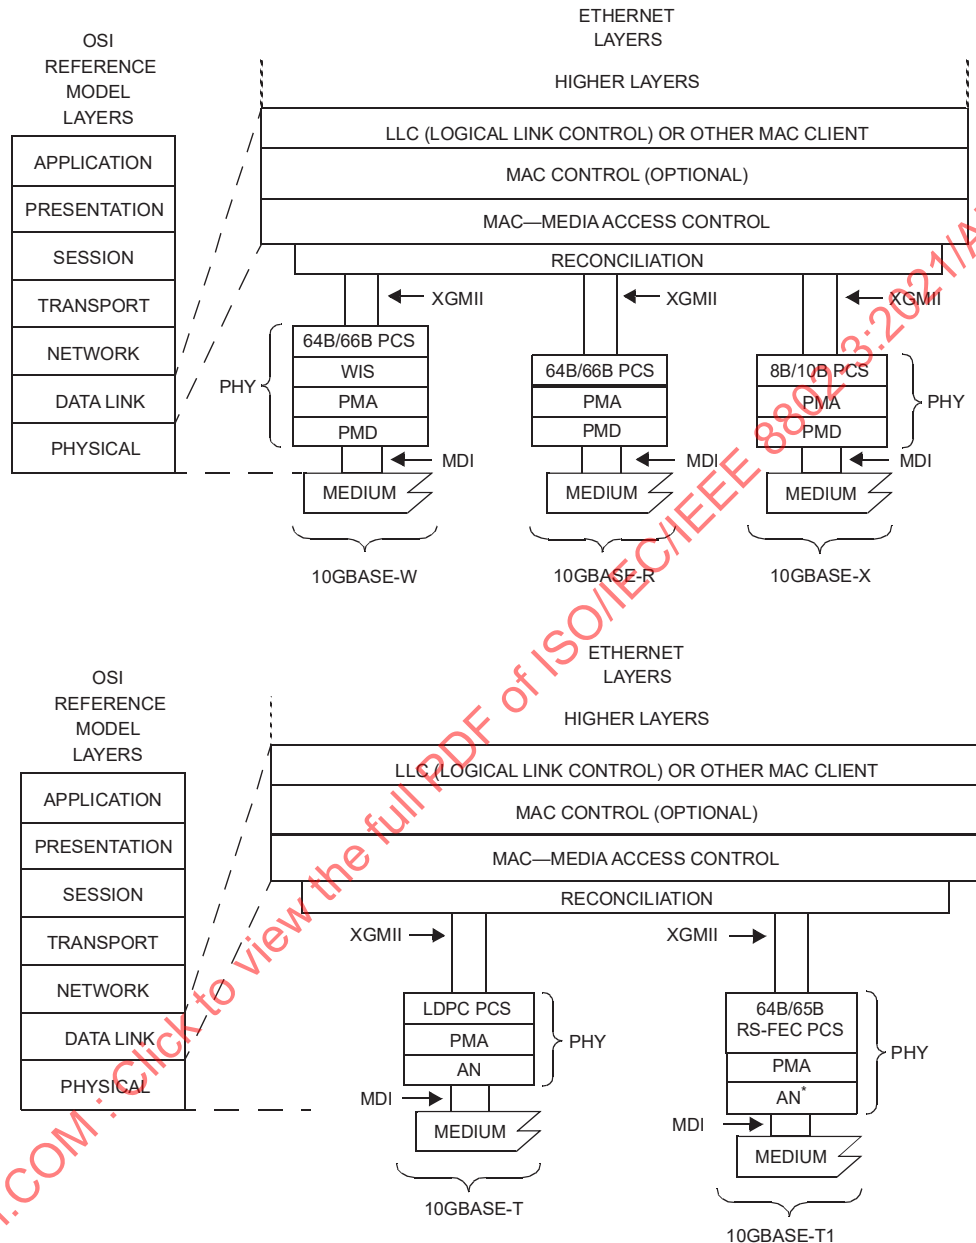 ETHERNET
LAYERS
OSI
REFERENCE
MODEL
LAYERS
HIGHER LAYERS
LLC (LOGICAL LINK CONTROL) OR OTHER MAC CLIENT
MAC CONTROL (OPTIONAL)
MAC—MEDIA ACCESS CONTROL
RECONCILIATION
APPLICATION
PRESENTATION
SESSION
TRANSPORT
NETWORK
DATA LINK
PHYSICAL
XGMII
XGMII
XGMII
PHY
64B/66B PCS
WIS
PMA
PMD
MDI
MEDIUM
10GBASE-W
64B/66B PCS
PMA
PMD
MDI
MEDIUM
10GBASE-R
8B/10B PCS
PMA
PMD
PHY
MDI
MEDIUM
10GBASE-X
ETHERNET
LAYERS
OSI
REFERENCE
MODEL
LAYERS
HIGHER LAYERS
LLC (LOGICAL LINK CONTROL) OR OTHER MAC CLIENT
MAC CONTROL (OPTIONAL)
MAC—MEDIA ACCESS CONTROL
RECONCILIATION
APPLICATION
PRESENTATION
SESSION
TRANSPORT
NETWORK
DATA LINK
PHYSICAL
XGMII
XGMII
LDPC PCS
PMA
AN
PHY
MDI
MEDIUM
10GBASE-T
64B/65B
RS-FEC PCS
PMA
AN*
PHY
MDI
MEDIUM
10GBASE-T1
.COM : Click to view the full PDF of ISO/IEC/IEEE 8802-3:2021/A